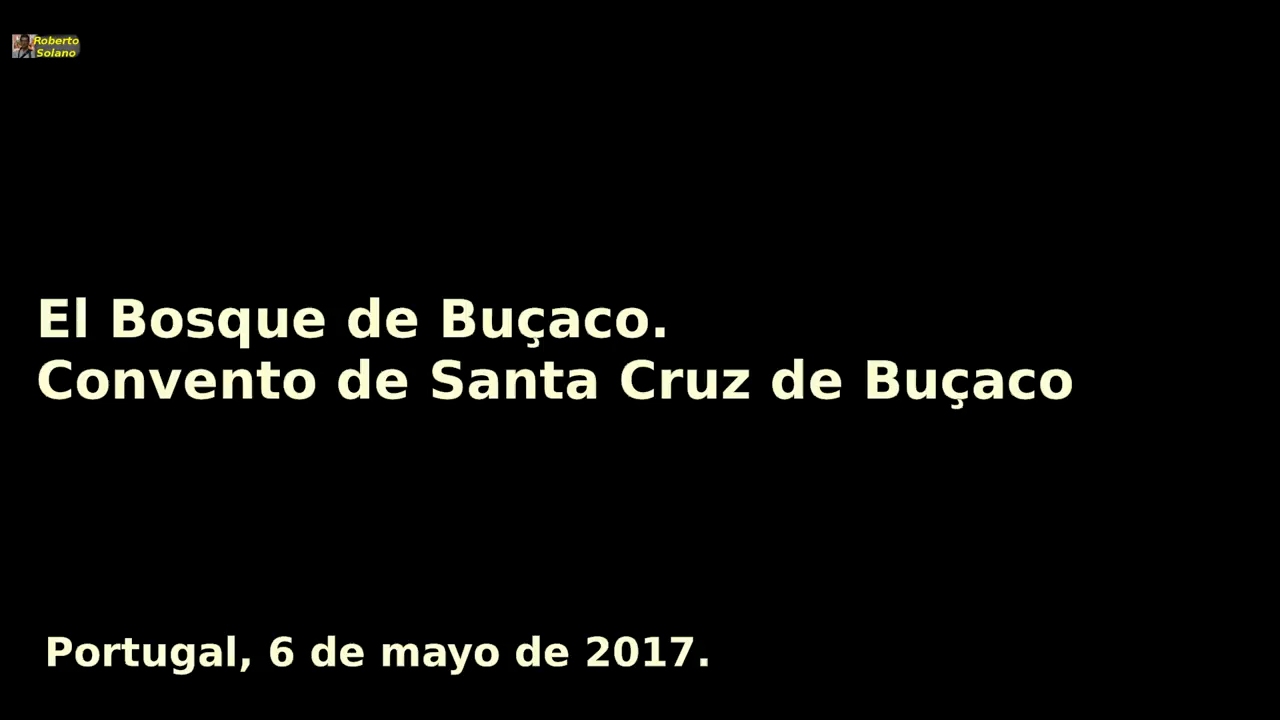 Roberto
Solano
El Bosque de Buçaco.
Convento de Santa Cruz de Buçaco
Portugal, 6 de mayo de 2017.